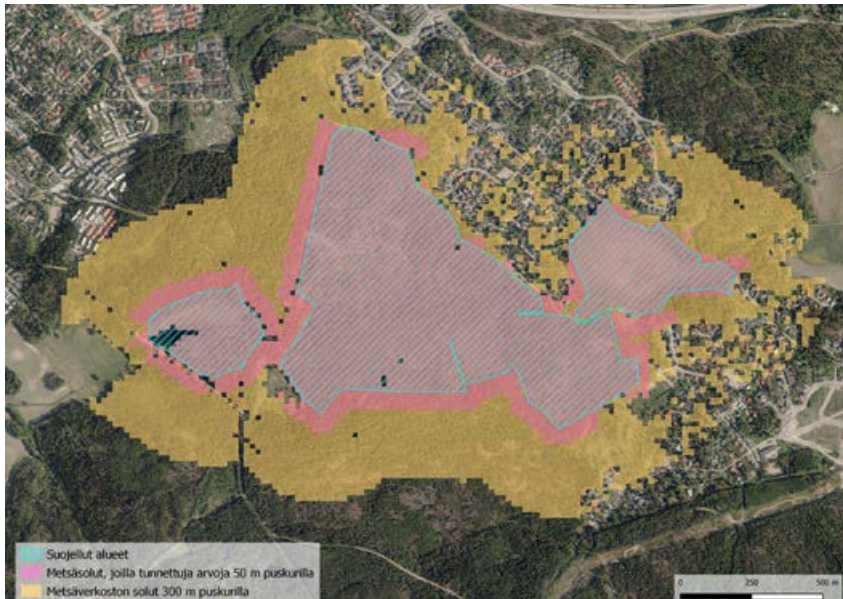 Suojellut alueet
Metsäsolut, joilla tunnettuja arvoja 50 m puskurilla
Metsäverkoston solut 300 m puskurilla
0 250 500 m